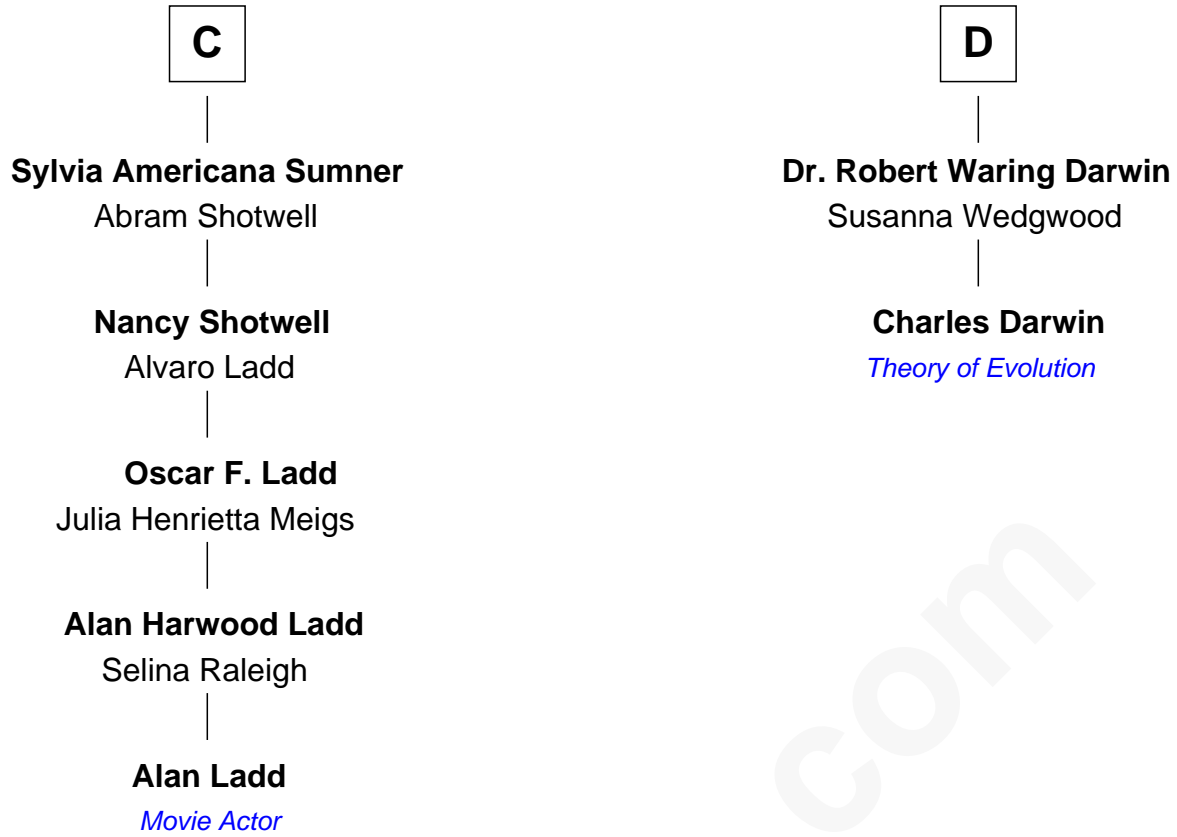 C
Sylvia Americana Sumner
Abram Shotwell
Nancy Shotwell
Alvaro Ladd
Oscar F. Ladd
Julia Henrietta Meigs
Alan Harwood Ladd
Selina Raleigh
Alan Ladd
Movie Actor
D
Dr. Robert Waring Darwin
Susanna Wedgwood
Charles Darwin
Theory of Evolution
com